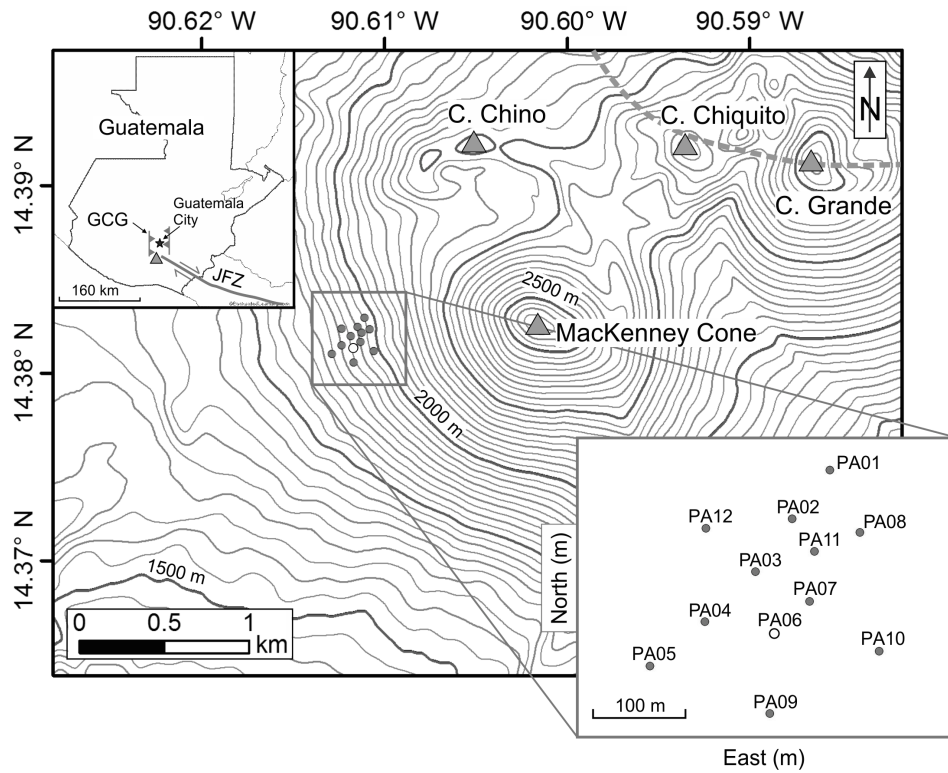 90.62° W
90.61° W
90.60° W
90.59° W
14.39° N
14.38° N
14.37° N
Guatemala
GCG
Guatemala
City
JFZ
160 km
C. Chino
C. Chiquito
C. Grande
N
2500 m
MacKenney Cone
2000 m
1500 m
0 0.5 1
km
North (m)
PA01
PA02
PA12
PA08
PA11
PA03
PA07
PA04
PA06
PA10
PA05
PA09
100 m
East (m)